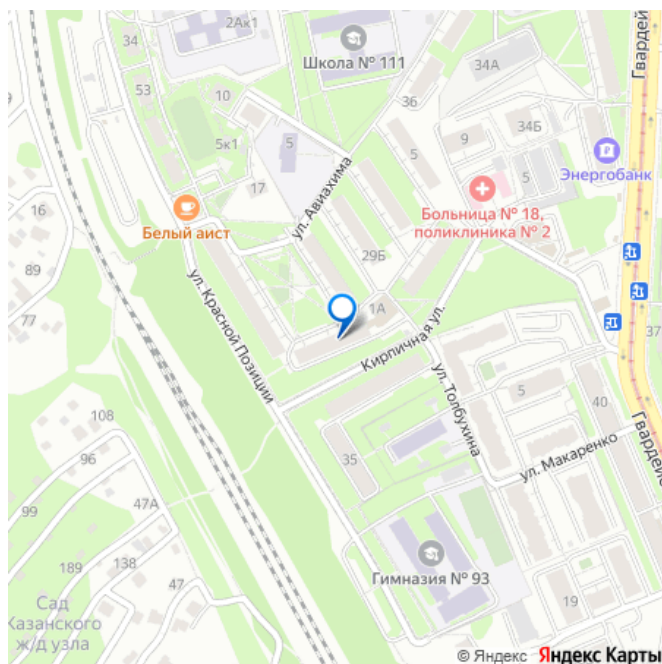 2Ак1
34
Школа № 111
34А
Гвардей
53
10
36
5к1
5
9
34Б
Энергобанк
17
5
16
Больница № 18,
поликлиника № 2
Белый аист
ул. Авиахима
29Б
89
77
1А
ул. Красной Позиции
Кирпичная ул.
37
ул. Толбухина
5
40
108
96
35
ул. Макаренко
Гвардейс
47А
99
138
189
47
Гимназия № 93
19
Сад
Казанского
ж/д узла
© Яндекс Яндекс Карты